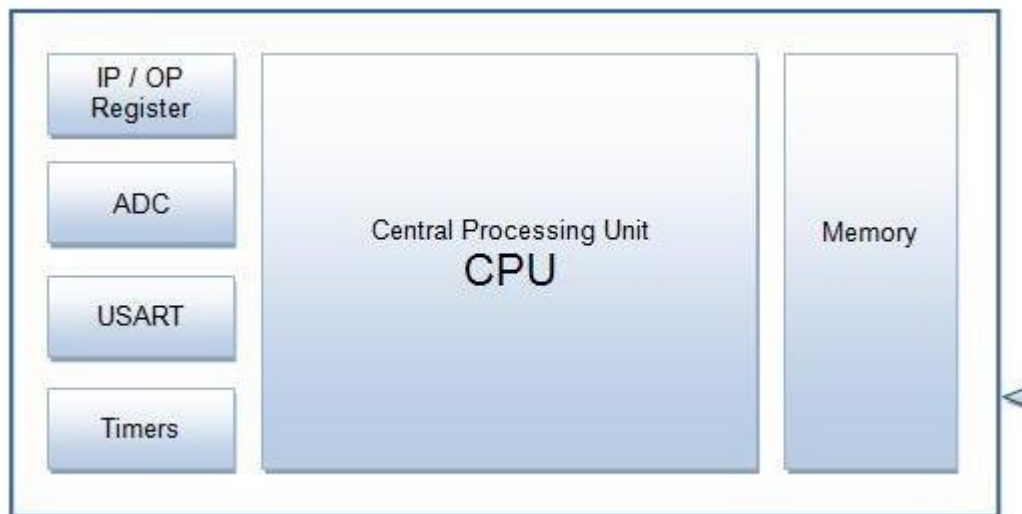 IP / OP
Register
ADC
USART
Timers
Central Processing Unit
CPU
Memory